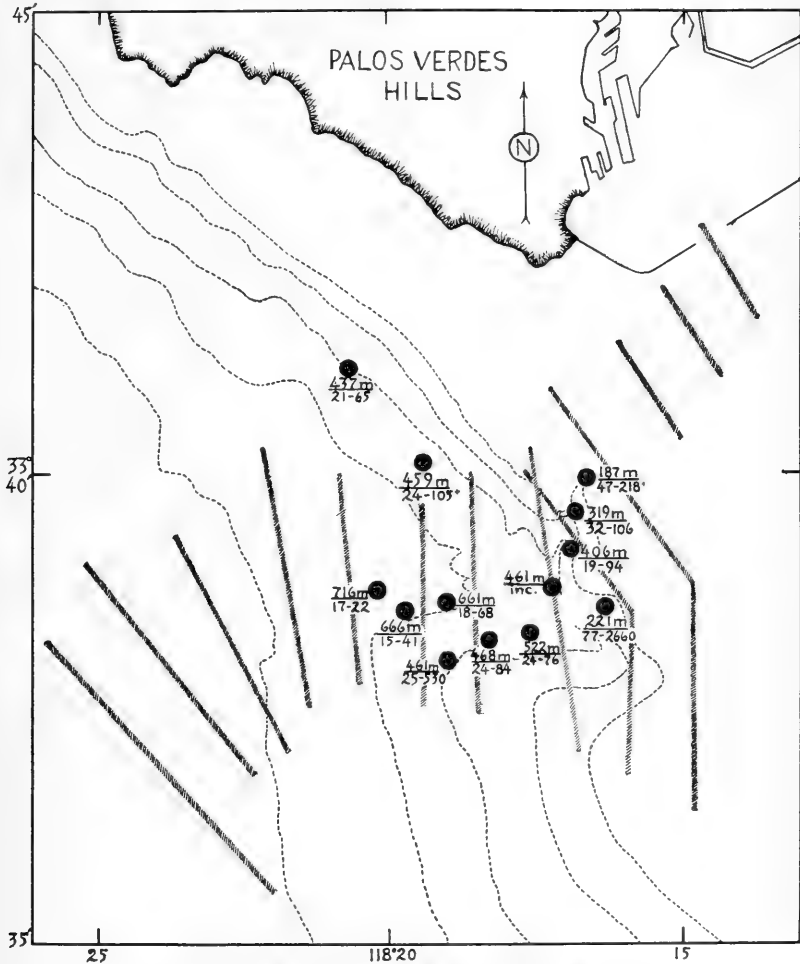 45′
PALOS VERDES
HILLS
N
437m
21-65
33°
40′
459m
24-105
187m
47-218
319m
32-106
406m
19-94
461m
inc.
716m
17-22
661m
18-68
666m
15-41
221m
77-2660
522m
24-76
468m
24-84
461m
25-530
35′
25
118°20
15